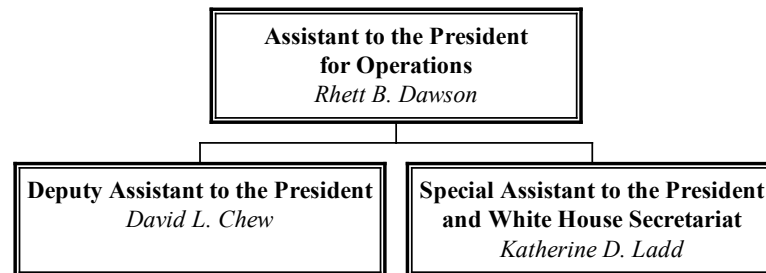 Assistant to the President
for Operations
Rhett B. Dawson
Deputy Assistant to the President
David L. Chew
Special Assistant to the President
and White House Secretariat
Katherine D. Ladd